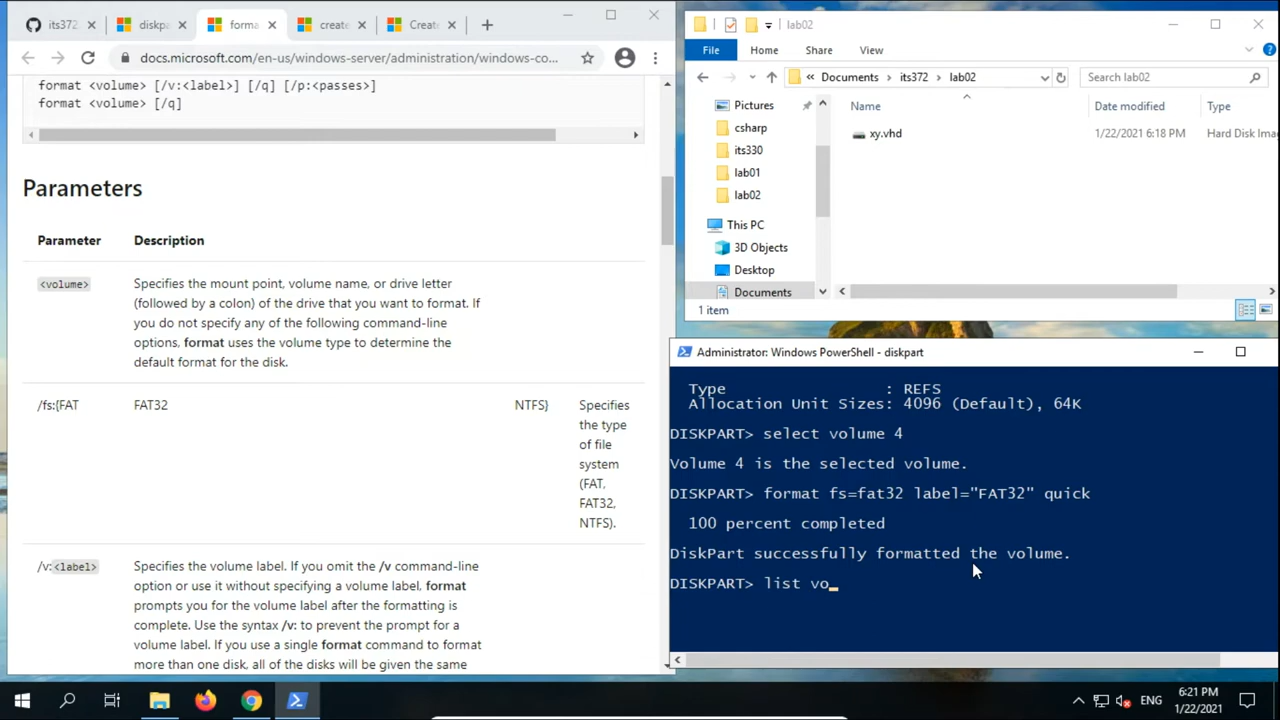 its372
diskpa
forma
create
Create
docs.microsoft.com/en-us/windows-server/administration/windows-co...
format <volume> [/v:<label>] [/q] [/p:<passes>]
format <volume> [/q]
Parameters
Parameter Description
<volume> Specifies the mount point, volume name, or drive letter
(followed by a colon) of the drive that you want to format. If
you do not specify any of the following command-line
options, format uses the volume type to determine the
default format for the disk.
/fs:{FAT FAT32 NTFS} Specifies
the type
of file
system
(FAT,
FAT32,
NTFS).
/v:<label> Specifies the volume label. If you omit the /v command-line
option or use it without specifying a volume label, format
prompts you for the volume label after the formatting is
complete. Use the syntax /v: to prevent the prompt for a
volume label. If you use a single format command to format
more than one disk, all of the disks will be given the same
lab02
File Home Share View
« Documents > its372 > lab02
Search lab02
Pictures
csharp
its330
lab01
lab02
This PC
3D Objects
Desktop
Documents
Name Date modified Type
xy.vhd 1/22/2021 6:18 PM Hard Disk Ima
1 item
Administrator: Windows PowerShell - diskpart
Type : REFS
Allocation Unit Sizes: 4096 (Default), 64K
DISKPART> select volume 4
Volume 4 is the selected volume.
DISKPART> format fs=fat32 label="FAT32" quick
100 percent completed
DiskPart successfully formatted the volume.
DISKPART> list vo_
ENG
6:21 PM
1/22/2021